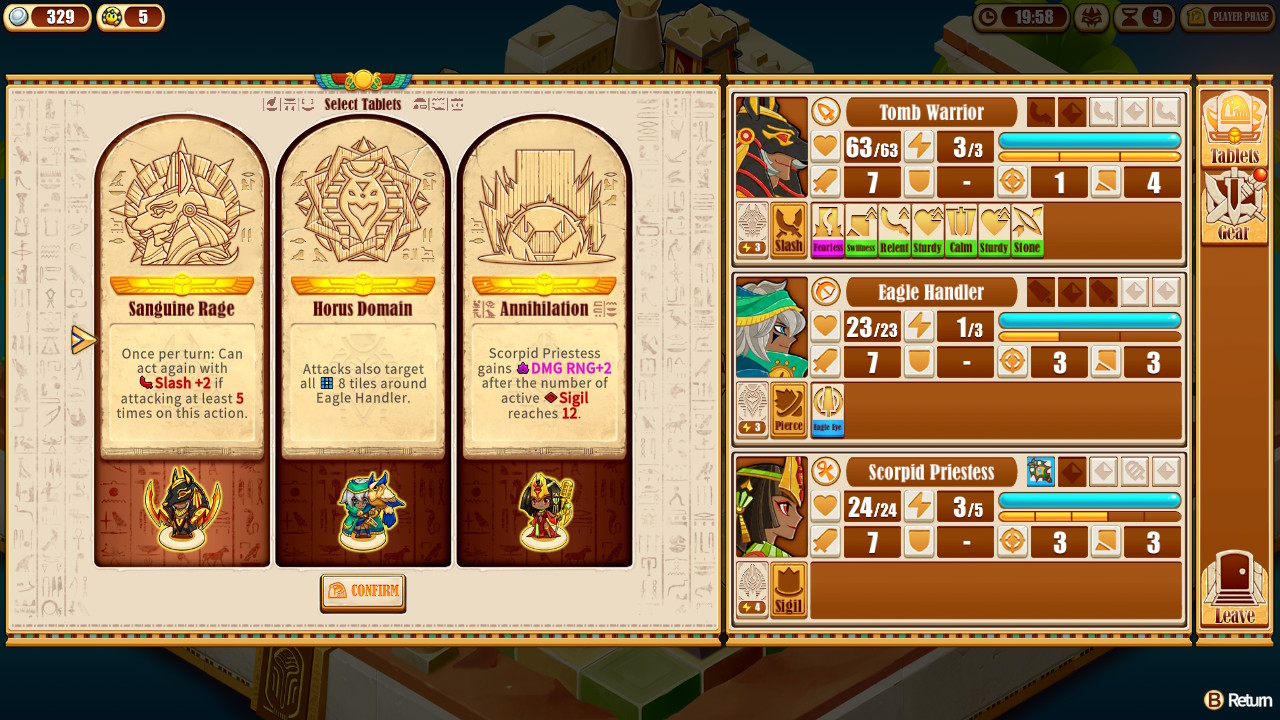 329
5
19:58
9
PLAYER PHASE
Select Tablets
Sanguine Rage
Once per turn: Can
act again with
Slash +2 if
attacking at least 5
times on this action.
Horus Domain
Attacks also target
all 8 tiles around
Eagle Handler.
Annihilation
Scorpid Priestess
gains DMG RNG+2
after the number of
active Sigil
reaches 12.
CONFIRM
Tomb Warrior
63/63
3/3
7
-
1
4
3
Slash
Fearless
Swiftness
Relent
Sturdy
Calm
Sturdy
Stone
Eagle Handler
23/23
1/3
7
-
3
3
3
Pierce
Eagle Eye
Scorpid Priestess
24/24
3/5
7
-
3
3
4
Sigil
Tablets
Gear
Leave
B Return